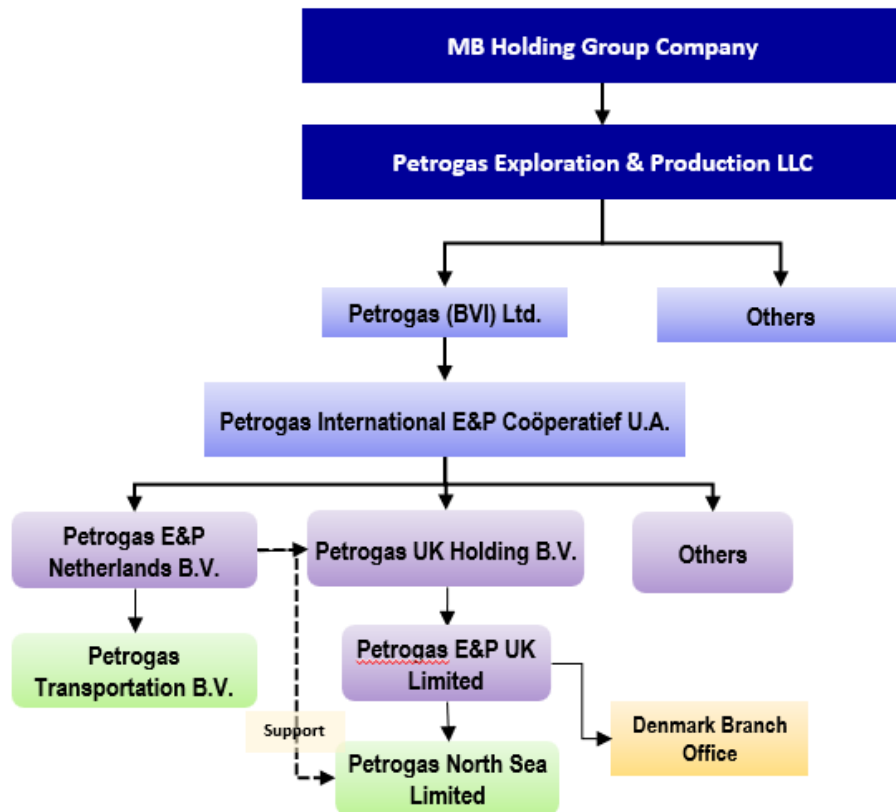 MB Holding Group Company
Petrogas Exploration & Production LLC
Petrogas (BVI) Ltd.
Others
Petrogas International E&P Coöperatief U.A.
Petrogas E&P
Netherlands B.V.
Petrogas UK Holding B.V.
Others
Petrogas
Transportation B.V.
Petrogas E&P UK
Limited
Support
Denmark Branch
Office
Petrogas North Sea
Limited